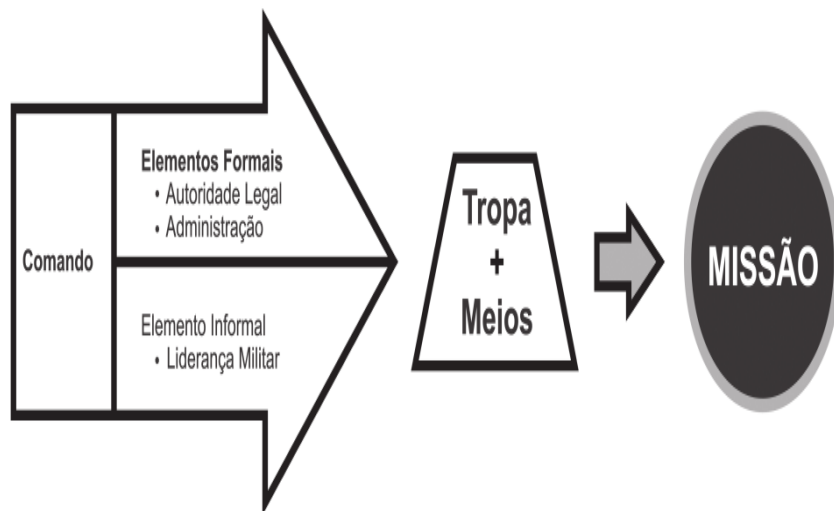 Comando
Elementos Formais
• Autoridade Legal
• Administração
Elemento Informal
• Liderança Militar
Tropa
+
Meios
MISSÃO